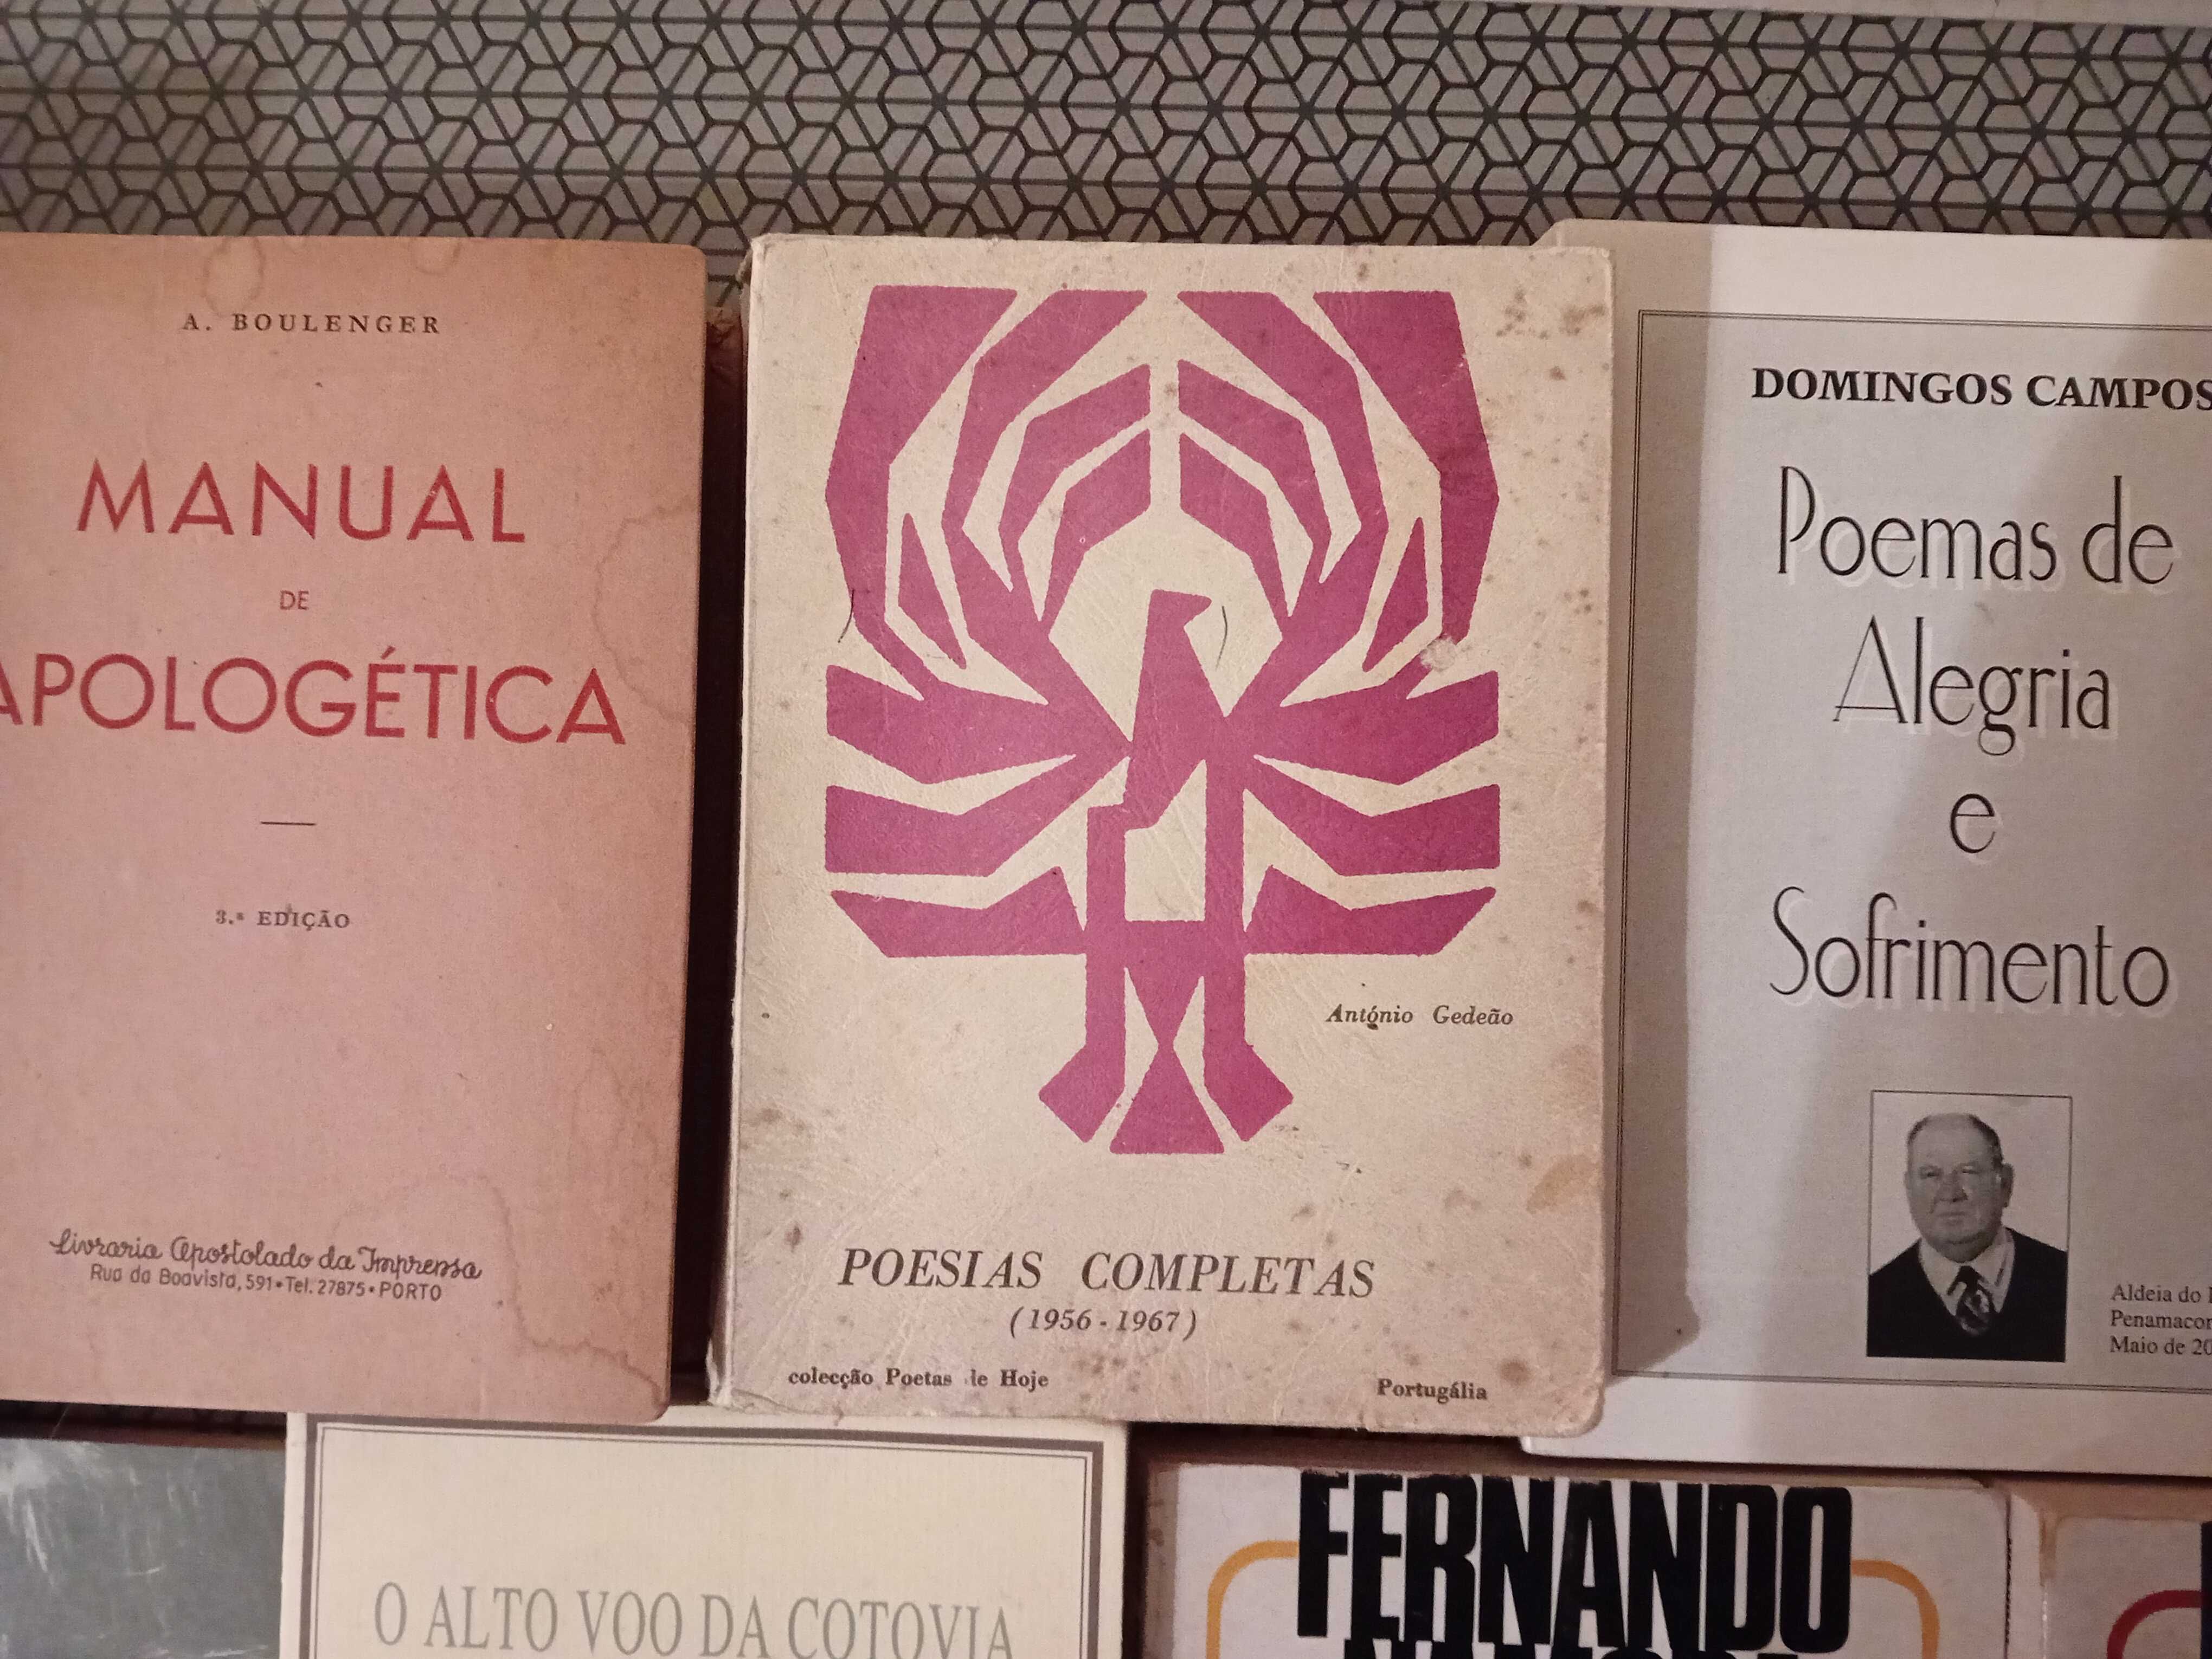 A. BOULENGER
MANUAL
DE
APOLOGÉTICA
3.ª EDIÇÃO
Livraria Apostolado da Imprensa
Rua da Boavista, 591 • Tel. 27875 • PORTO
António Gedeão
POESIAS COMPLETAS
(1956 - 1967)
colecção Poetas de Hoje
Portugália
DOMINGOS CAMPOS
Poemas de
Alegria
e
Sofrimento
Aldeia do
Penamacor
Maio de 20
O ALTO VOO DA COTOVIA
FERNANDO
NAMORA